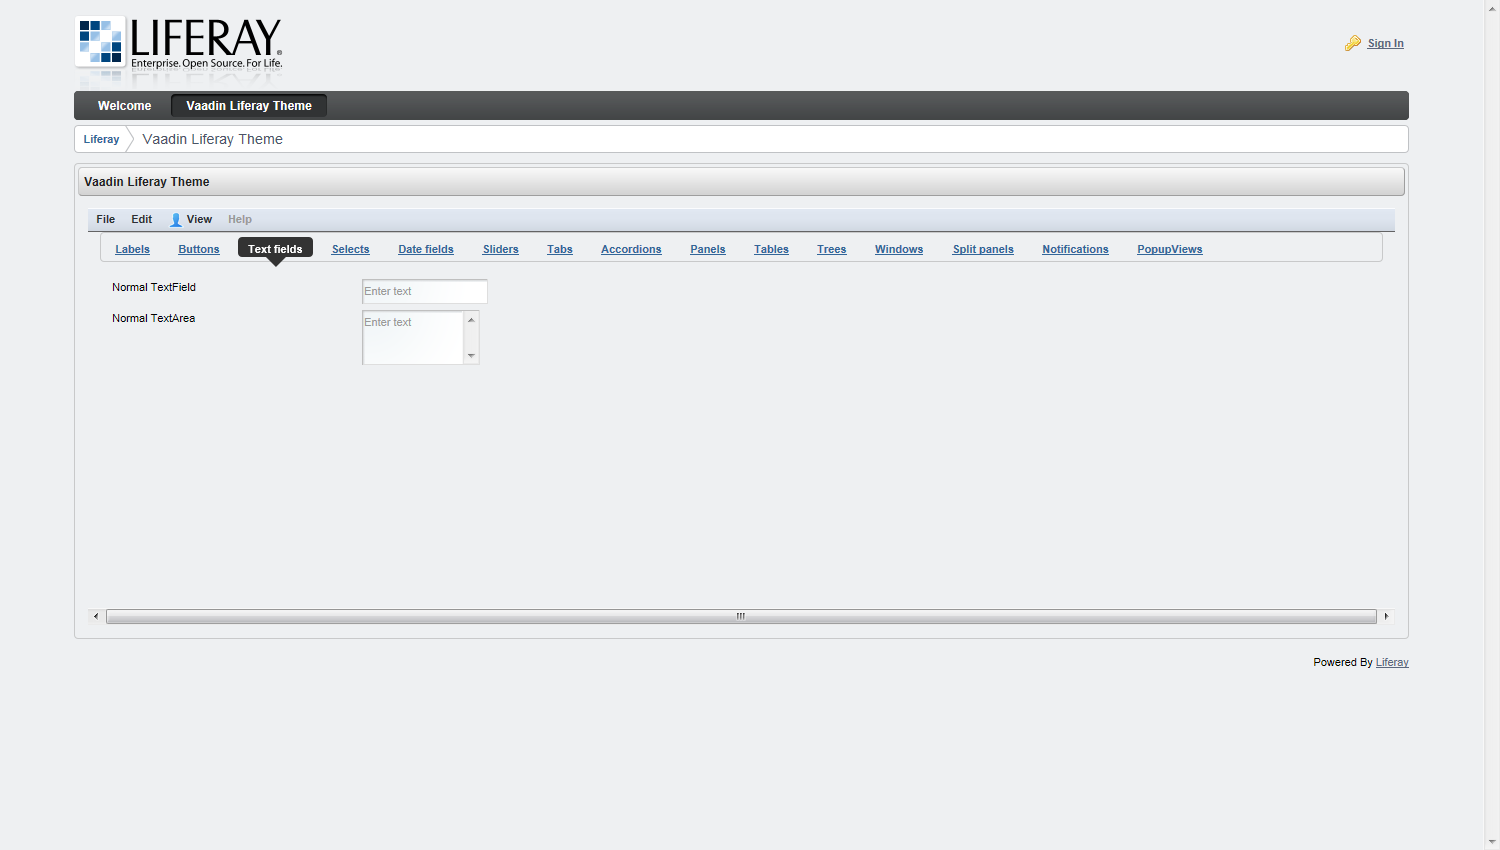 LIFERAY®
Enterprise. Open Source. For Life.
Sign In
Welcome Vaadin Liferay Theme
Liferay Vaadin Liferay Theme
Vaadin Liferay Theme
File Edit View Help
Labels Buttons Text fields Selects Date fields Sliders Tabs Accordions Panels Tables Trees Windows Split panels Notifications PopupViews
Normal TextField Enter text
Normal TextArea Enter text
Powered By Liferay